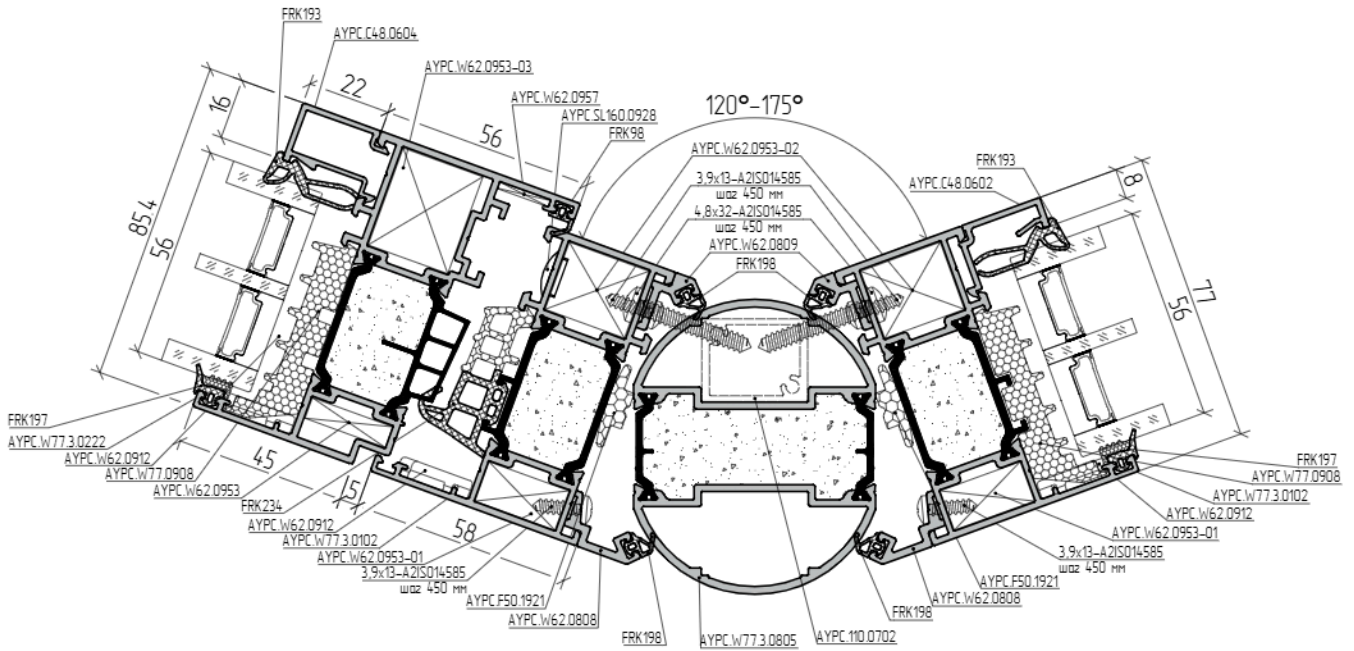 FRK193
AYPC.C48.0604
AYPC.W62.0953-03
AYPC.W62.0957
AYPC.SL160.0928
FRK98
120°-175°
AYPC.W62.0953-02
3,9x13-A2ISO14585
шаг 450 мм
4,8x32-A2ISO14585
шаг 450 мм
AYPC.W62.0809
FRK198
FRK193
AYPC.C48.0602
22
56
16
85.4
56
8
77
56
FRK197
AYPC.W77.3.0222
AYPC.W62.0912
AYPC.W77.0908
AYPC.W62.0953
FRK234
AYPC.W62.0912
AYPC.W77.3.0102
AYPC.W62.0953-01
3,9x13-A2ISO14585
шаг 450 мм
AYPC.F50.1921
AYPC.W62.0808
45
15
58
FRK198
AYPC.W77.3.0805
AYPC.110.0702
FRK198
AYPC.W62.0808
AYPC.F50.1921
3,9x13-A2ISO14585
шаг 450 мм
AYPC.W62.0953-01
AYPC.W62.0912
AYPC.W77.3.0102
AYPC.W77.0908
FRK197